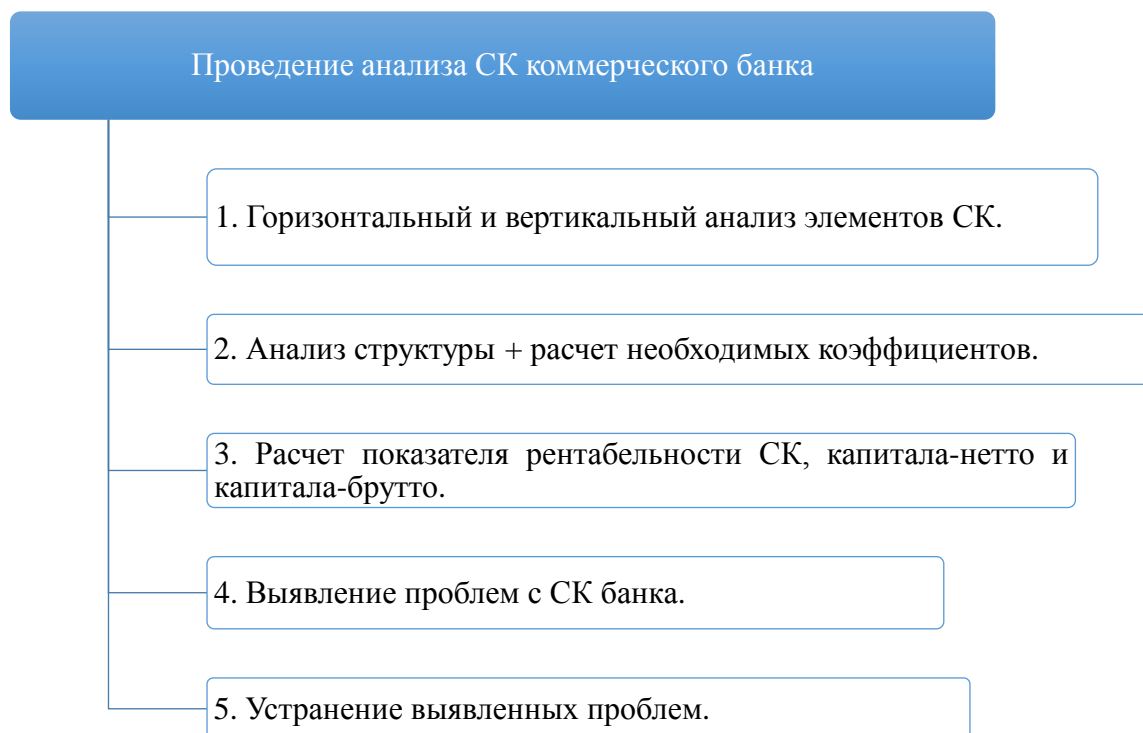 Проведение анализа СК коммерческого банка
1. Горизонтальный и вертикальный анализ элементов СК.
2. Анализ структуры + расчет необходимых коэффициентов.
3. Расчет показателя рентабельности СК, капитала-нетто и
капитала-брутто.
4. Выявление проблем с СК банка.
5. Устранение выявленных проблем.